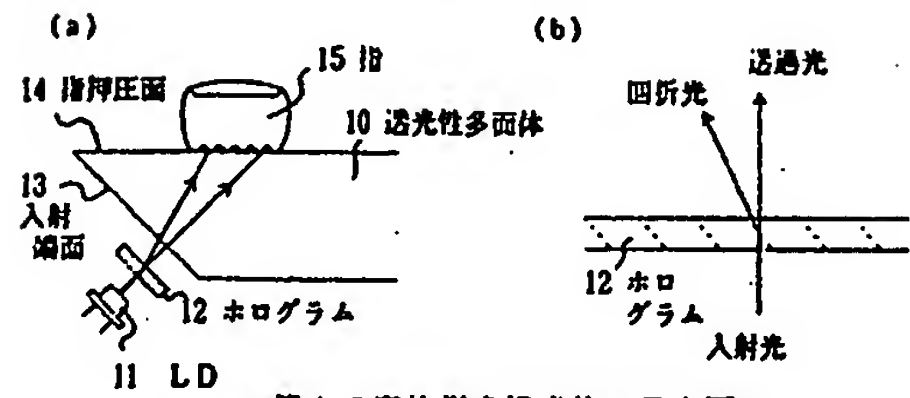 (a)
(b)
15 指
14 指押圧面
10 透光性多面体
13
入射
端面
12 ホログラム
11 LD
透過光
回折光
12 ホロ
グラム
入射光